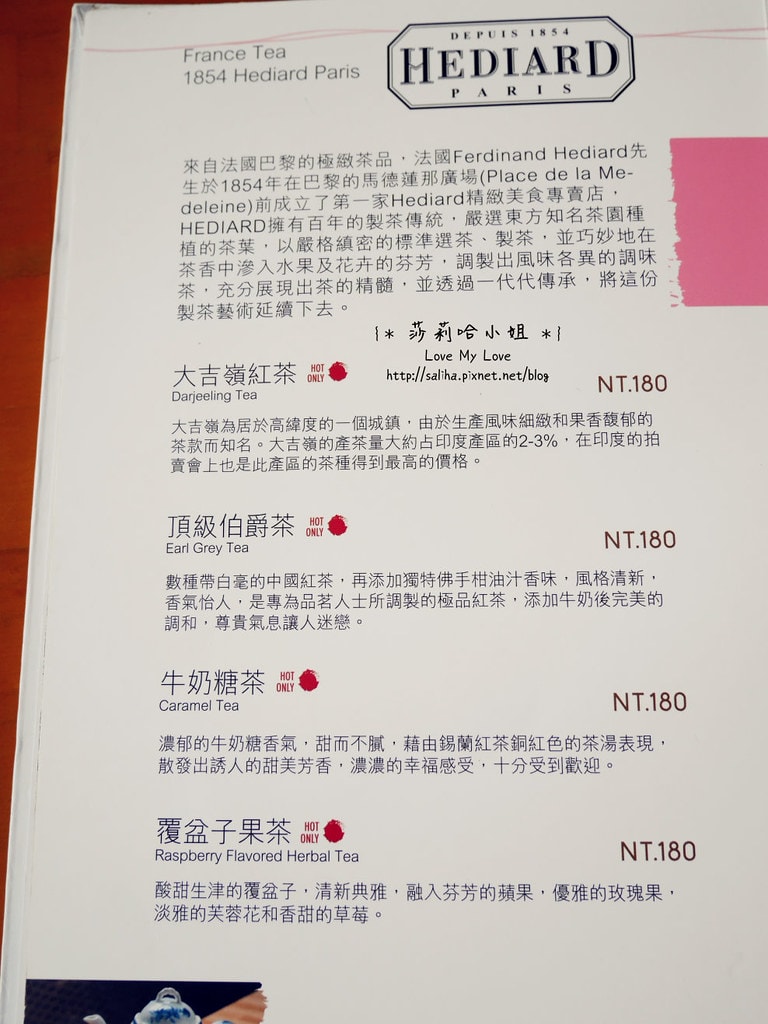 France Tea
1854 Hediard Paris
DEPUIS 1854
HEDIARD
PARIS
來自法國巴黎的極緻茶品，法國Ferdinand Hediard先
生於1854年在巴黎的馬德蓮那廣場(Place de la Me-
deleine)前成立了第一家Hediard精緻美食專賣店，
HEDIARD擁有百年的製茶傳統，嚴選東方知名茶園種
植的茶葉，以嚴格縝密的標準選茶、製茶，並巧妙地在
茶香中滲入水果及花卉的芬芳，調製出風味各異的調味
茶，充分展現出茶的精髓，並透過一代代傳承，將這份
製茶藝術延續下去。
{* 莎莉哈小姐 *}
Love My Love
http://saliha.pixnet.net/blog
大吉嶺紅茶 HOT ONLY NT.180
Darjeeling Tea
大吉嶺為居於高緯度的一個城鎮，由於生產風味細緻和果香馥郁的
茶款而知名。大吉嶺的產茶量大約占印度產區的2-3%，在印度的拍
賣會上也是此產區的茶種得到最高的價格。
頂級伯爵茶 HOT ONLY NT.180
Earl Grey Tea
數種帶白毫的中國紅茶，再添加獨特佛手柑油汁香味，風格清新，
香氣怡人，是專為品茗人士所調製的極品紅茶，添加牛奶後完美的
調和，尊貴氣息讓人迷戀。
牛奶糖茶 HOT ONLY NT.180
Caramel Tea
濃郁的牛奶糖香氣，甜而不膩，藉由錫蘭紅茶銅紅色的茶湯表現，
散發出誘人的甜美芳香，濃濃的幸福感受，十分受到歡迎。
覆盆子果茶 HOT ONLY NT.180
Raspberry Flavored Herbal Tea
酸甜生津的覆盆子，清新典雅，融入芬芳的蘋果，優雅的玫瑰果，
淡雅的芙蓉花和香甜的草莓。